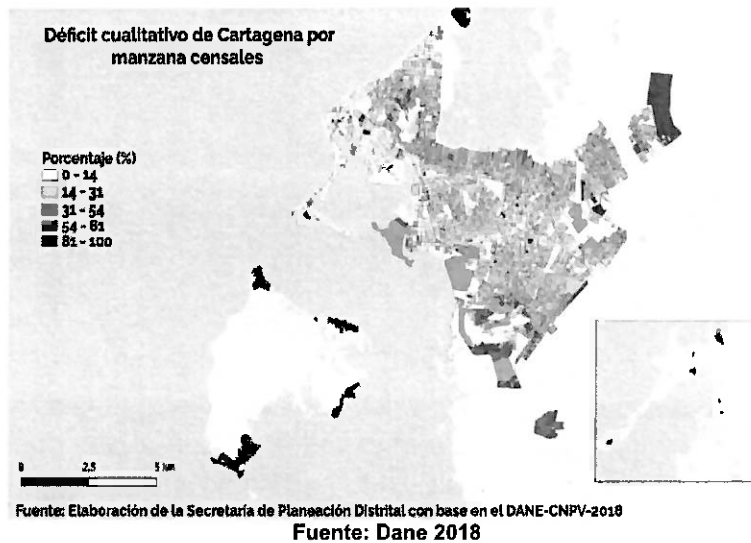 Déficit cualitativo de Cartagena por
manzana censales
Porcentaje (%)
0 - 14
14 - 31
31 - 54
54 - 81
81 - 100
0 2,5 5 km
Fuente: Elaboración de la Secretaría de Planeación Distrital con base en el DANE-CNPV-2018
Fuente: Dane 2018